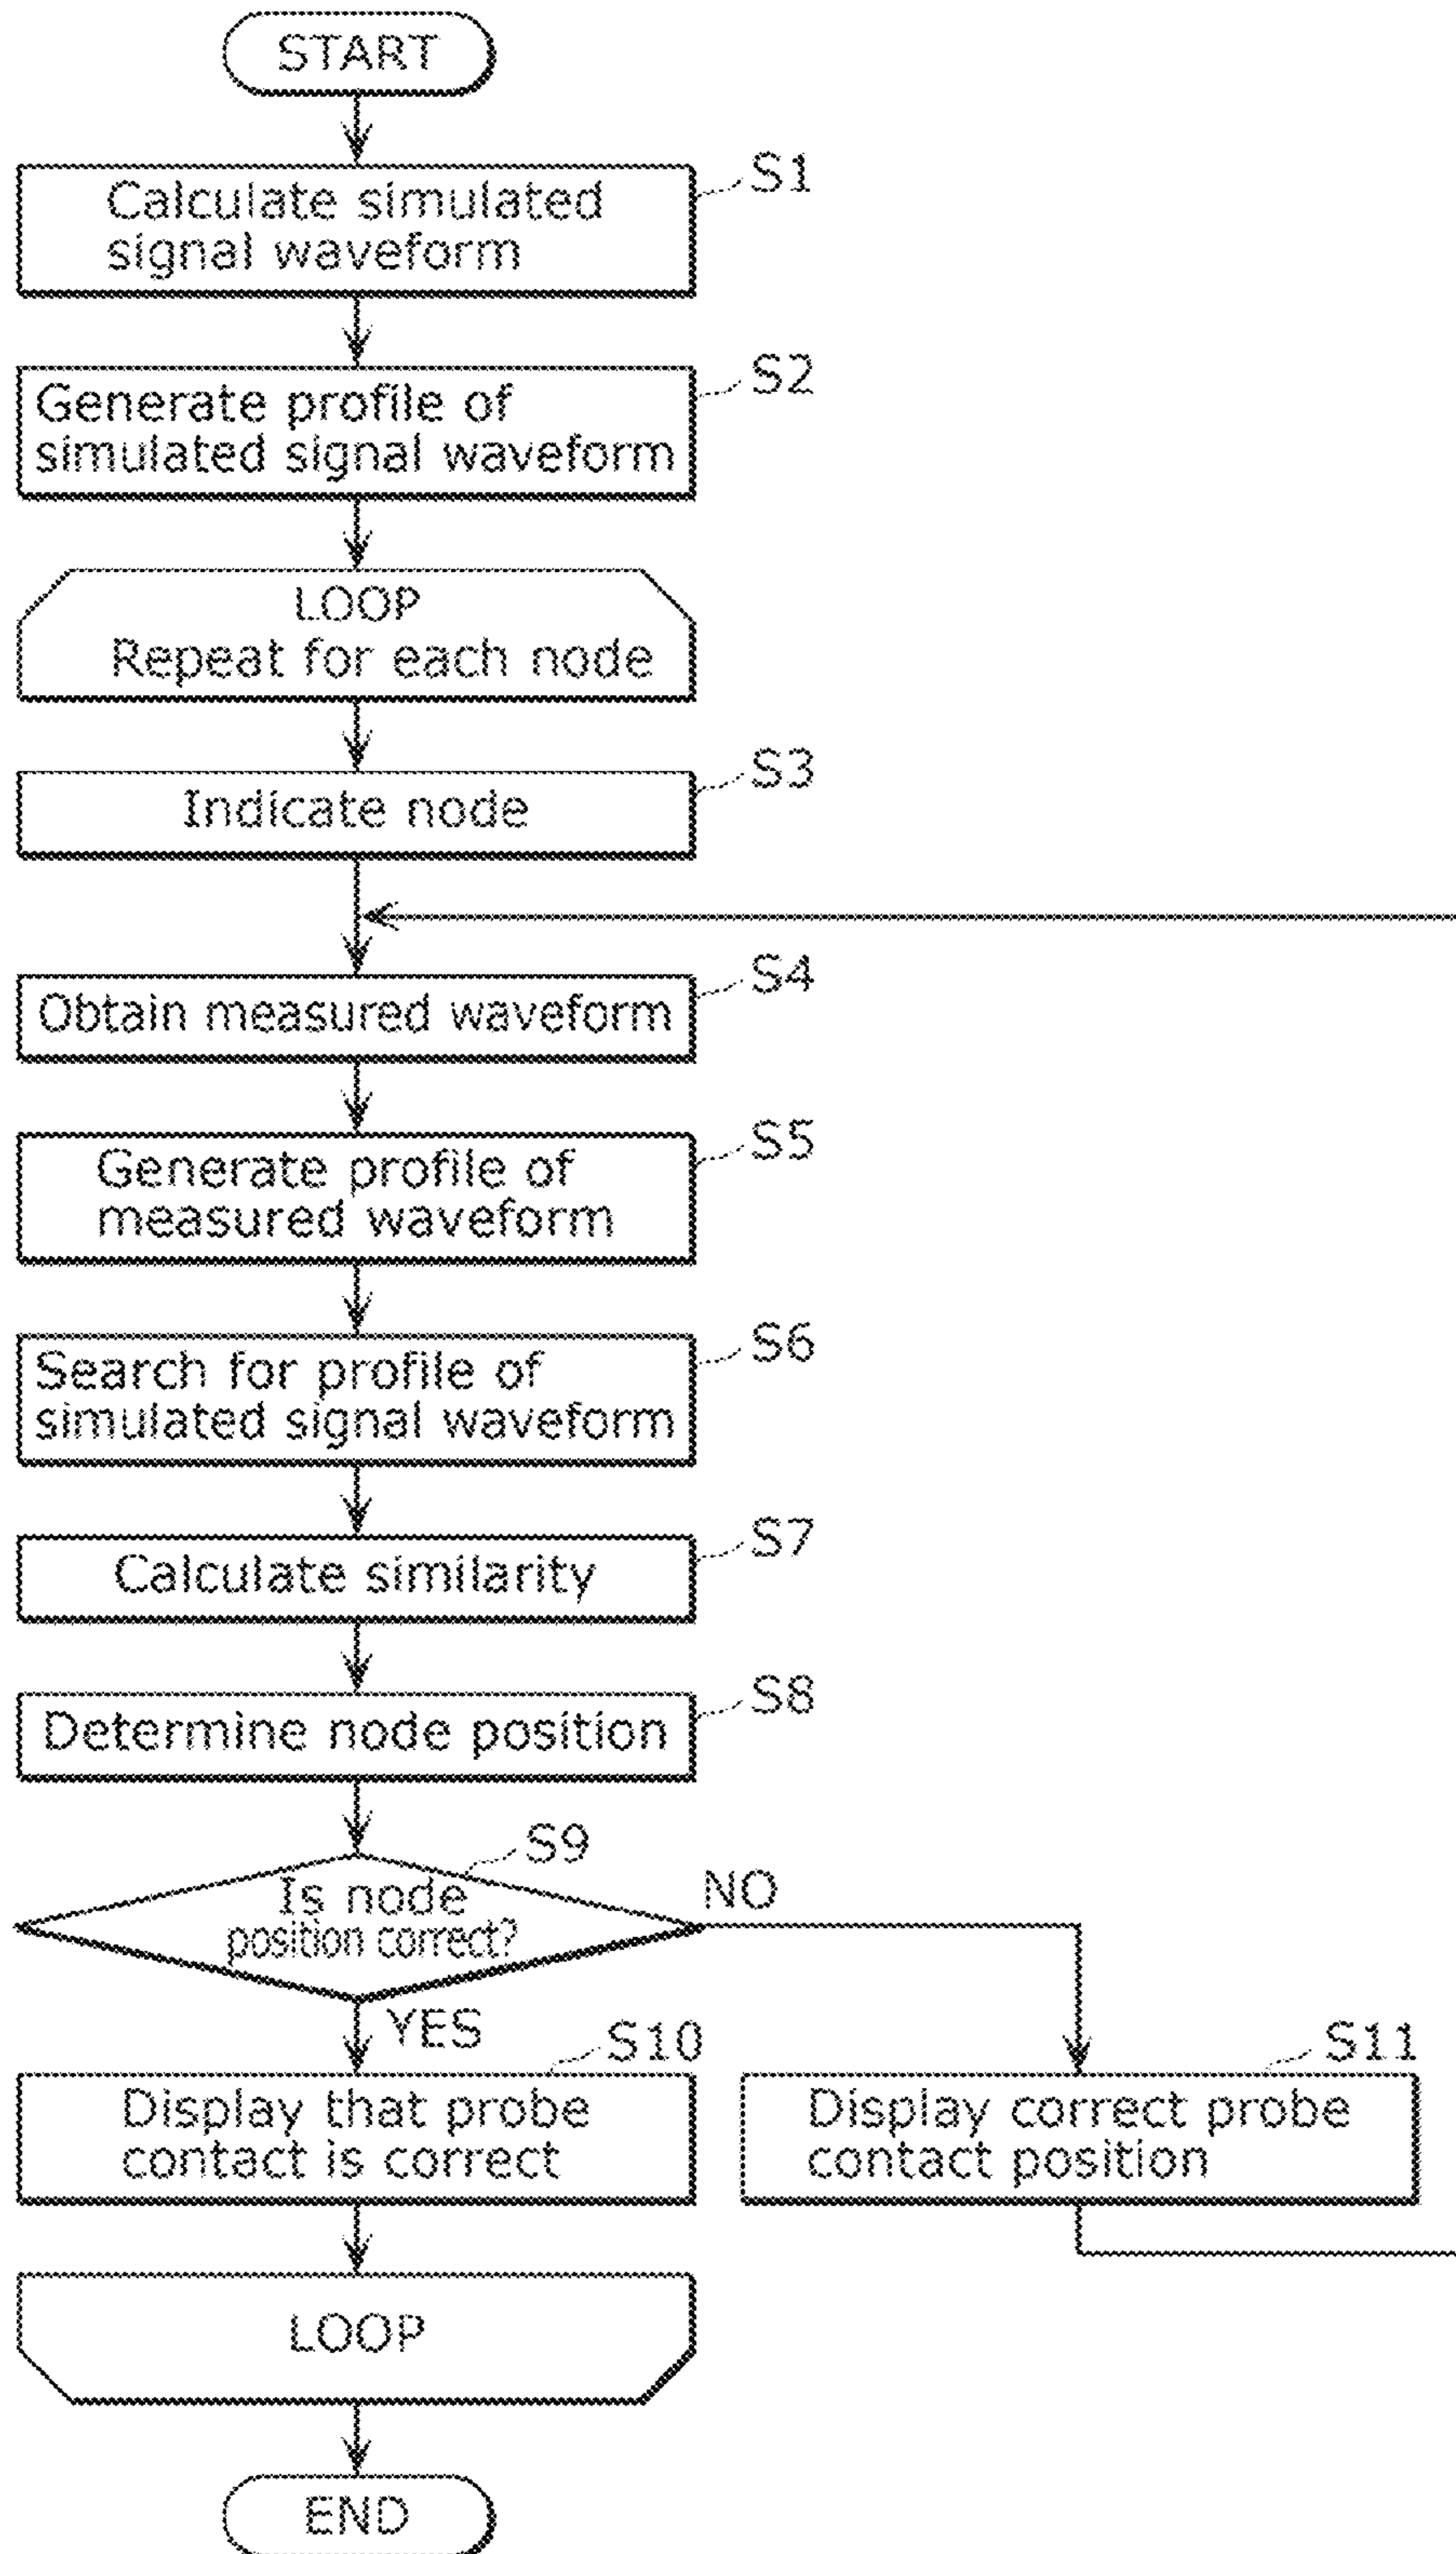 START
S1
Calculate simulated
signal waveform
S2
Generate profile of
simulated signal waveform
LOOP
Repeat for each node
S3
Indicate node
S4
Obtain measured waveform
S5
Generate profile of
measured waveform
S6
Search for profile of
simulated signal waveform
S7
Calculate similarity
S8
Determine node position
S9
Is node
position correct?
NO
YES
S10
Display that probe
contact is correct
S11
Display correct probe
contact position
LOOP
END